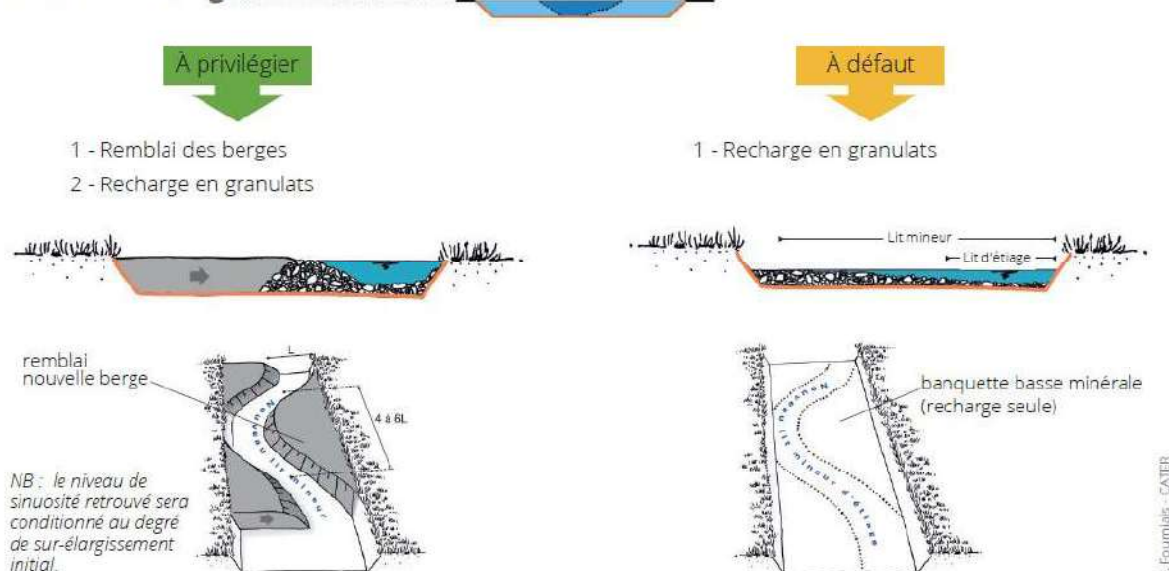 À privilégier
1 - Remblai des berges
2 - Recharge en granulats
remblai
nouvelle berge
L
4 à 6L
Nouveau lit mineur
NB : le niveau de
sinuosité retrouvé sera
conditionné au degré
de sur-élargissement
initial.
À défaut
1 - Recharge en granulats
Lit mineur
Lit d'étiage
banquette basse minérale
(recharge seule)
Nouveau lit mineur d'étiage
- CATER